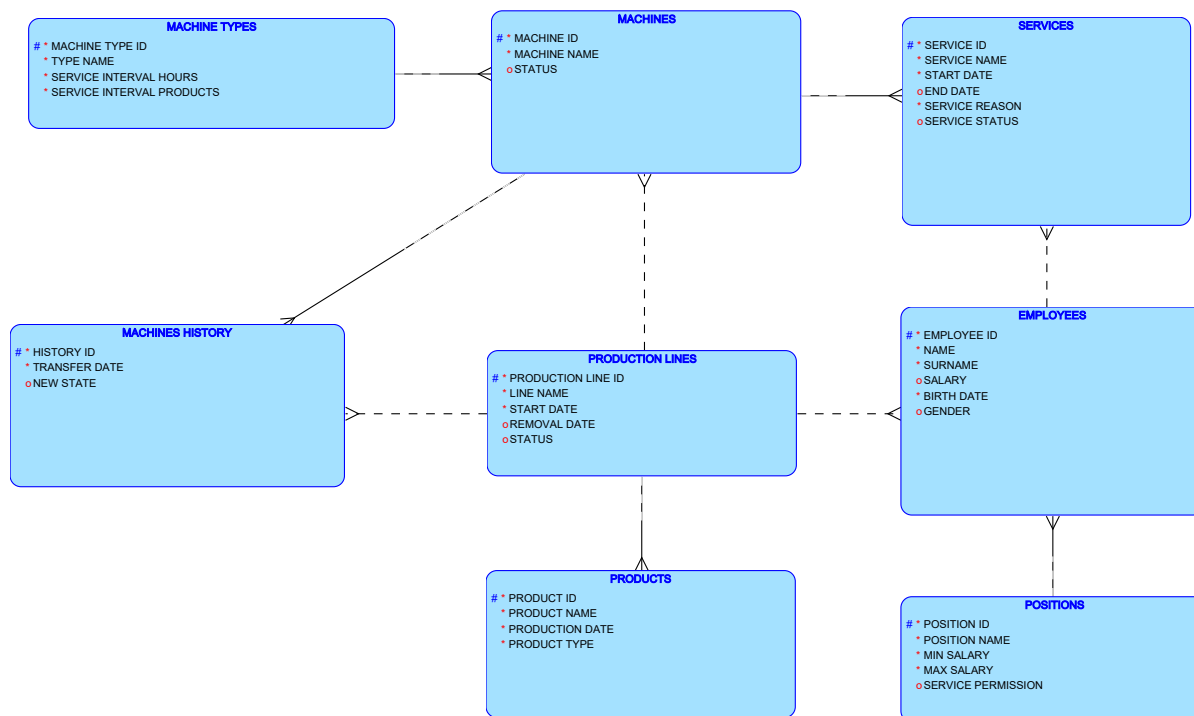 MACHINE TYPES
# * MACHINE TYPE ID
* TYPE NAME
* SERVICE INTERVAL HOURS
* SERVICE INTERVAL PRODUCTS
MACHINES
# * MACHINE ID
* MACHINE NAME
o STATUS
SERVICES
# * SERVICE ID
* SERVICE NAME
* START DATE
o END DATE
* SERVICE REASON
o SERVICE STATUS
MACHINES HISTORY
# * HISTORY ID
* TRANSFER DATE
o NEW STATE
PRODUCTION LINES
# * PRODUCTION LINE ID
* LINE NAME
* START DATE
o REMOVAL DATE
o STATUS
EMPLOYEES
# * EMPLOYEE ID
* NAME
* SURNAME
o SALARY
* BIRTH DATE
o GENDER
PRODUCTS
# * PRODUCT ID
* PRODUCT NAME
* PRODUCTION DATE
* PRODUCT TYPE
POSITIONS
# * POSITION ID
* POSITION NAME
* MIN SALARY
* MAX SALARY
o SERVICE PERMISSION